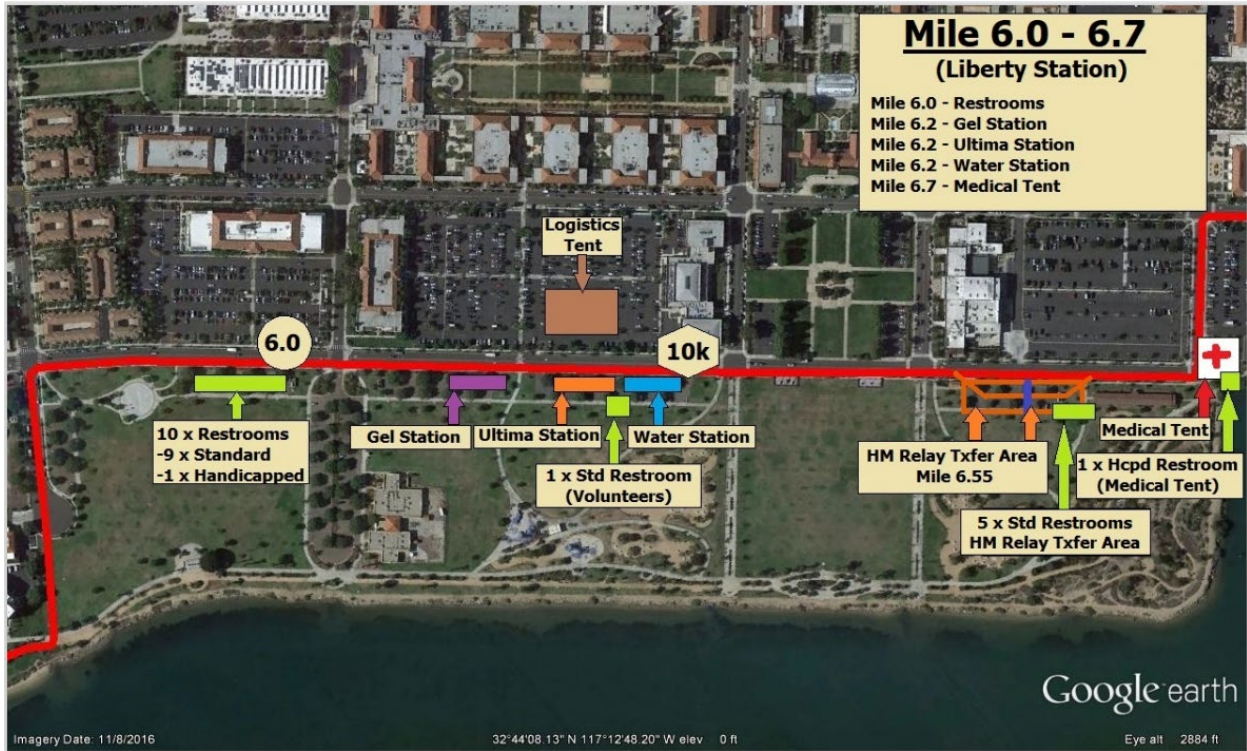 Mile 6.0 - 6.7
(Liberty Station)
Mile 6.0 - Restrooms
Mile 6.2 - Gel Station
Mile 6.2 - Ultima Station
Mile 6.2 - Water Station
Mile 6.7 - Medical Tent
Logistics
Tent
6.0
10k
10 x Restrooms
-9 x Standard
-1 x Handicapped
Gel Station
Ultima Station
Water Station
1 x Std Restroom
(Volunteers)
HM Relay Txfer Area
Mile 6.55
Medical Tent
1 x Hcpd Restroom
(Medical Tent)
5 x Std Restrooms
HM Relay Txfer Area
Google earth
Imagery Date: 11/8/2016
32°44'08.13" N 117°12'48.20" W elev 0 ft
Eye alt 2884 ft